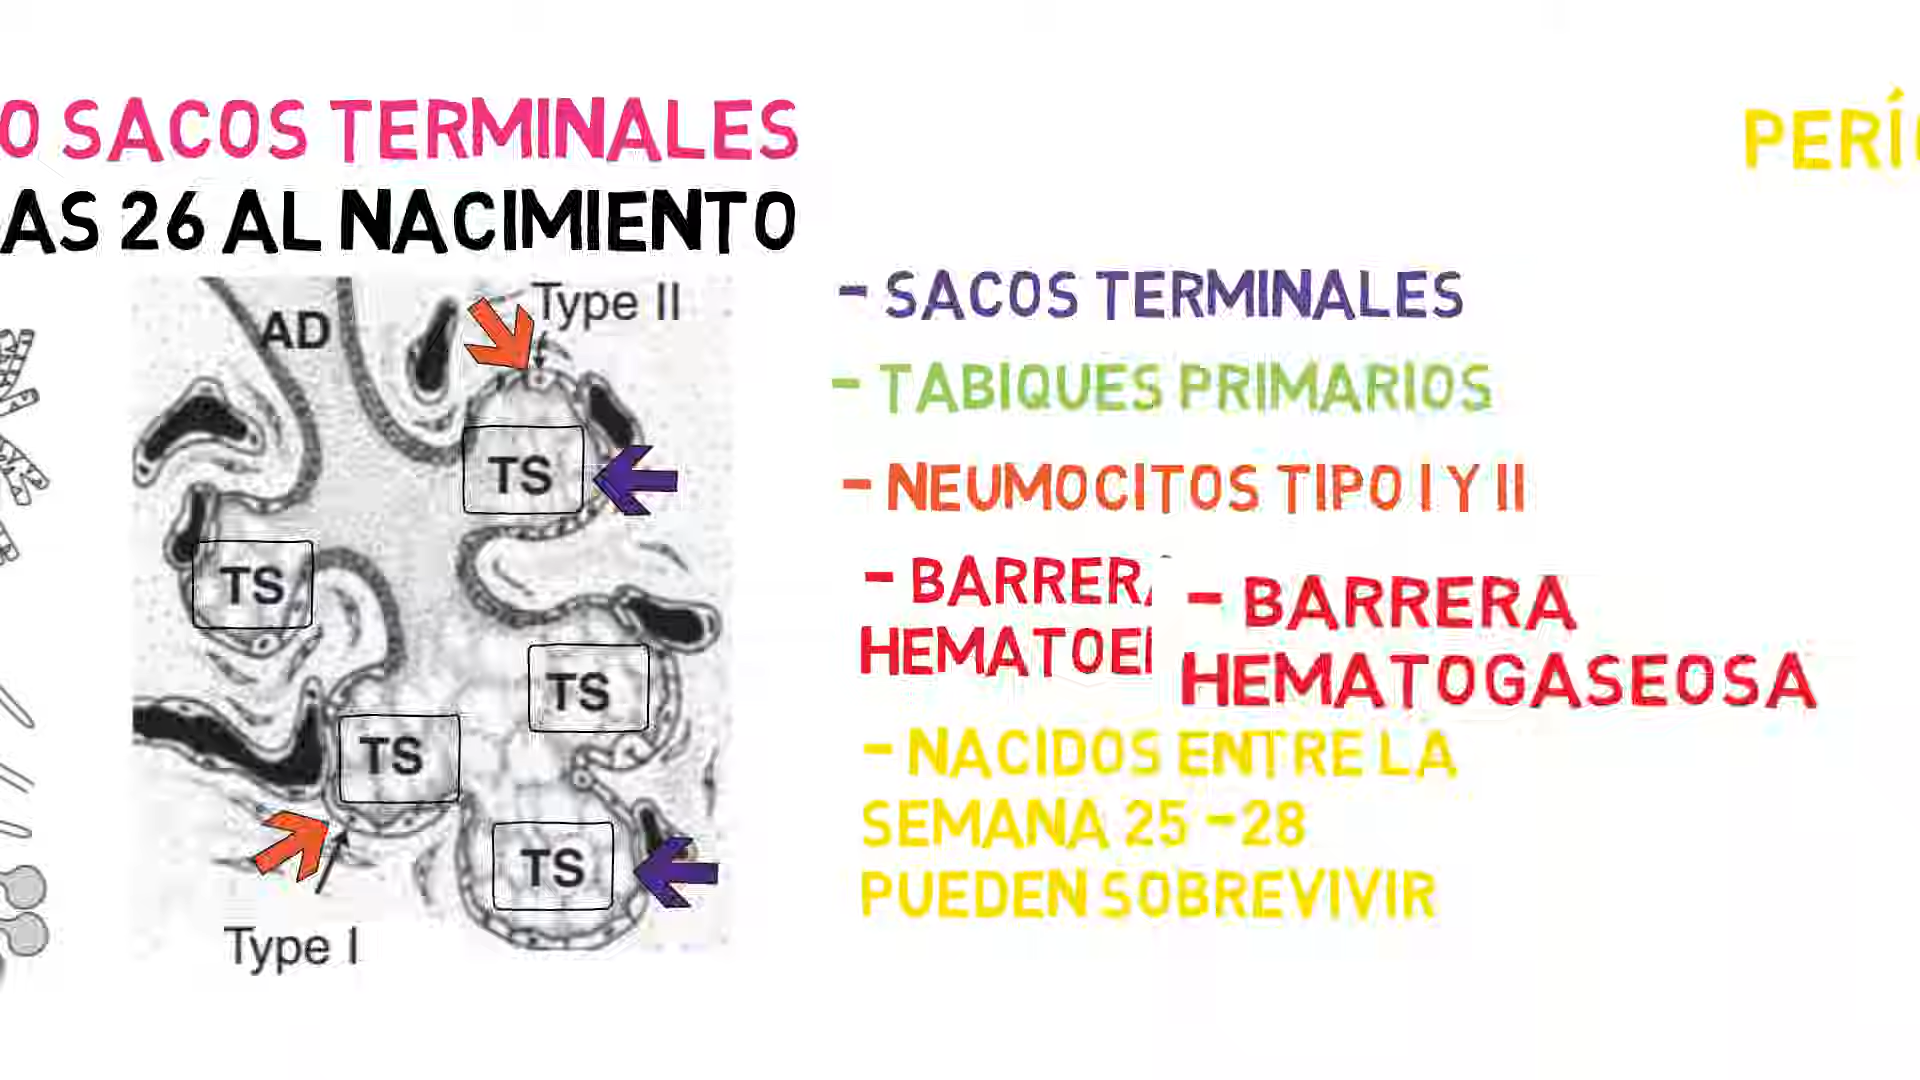 O SACOS TERMINALES
AS 26 AL NACIMIENTO
PERÍ
AD
Type II
TS
TS
TS
TS
TS
Type I
- SACOS TERMINALES
- TABIQUES PRIMARIOS
- NEUMOCITOS TIPO I Y II
- BARRERA
HEMATOE
- BARRERA
HEMATOGASEOSA
- NACIDOS ENTRE LA
SEMANA 25 -28
PUEDEN SOBREVIVIR